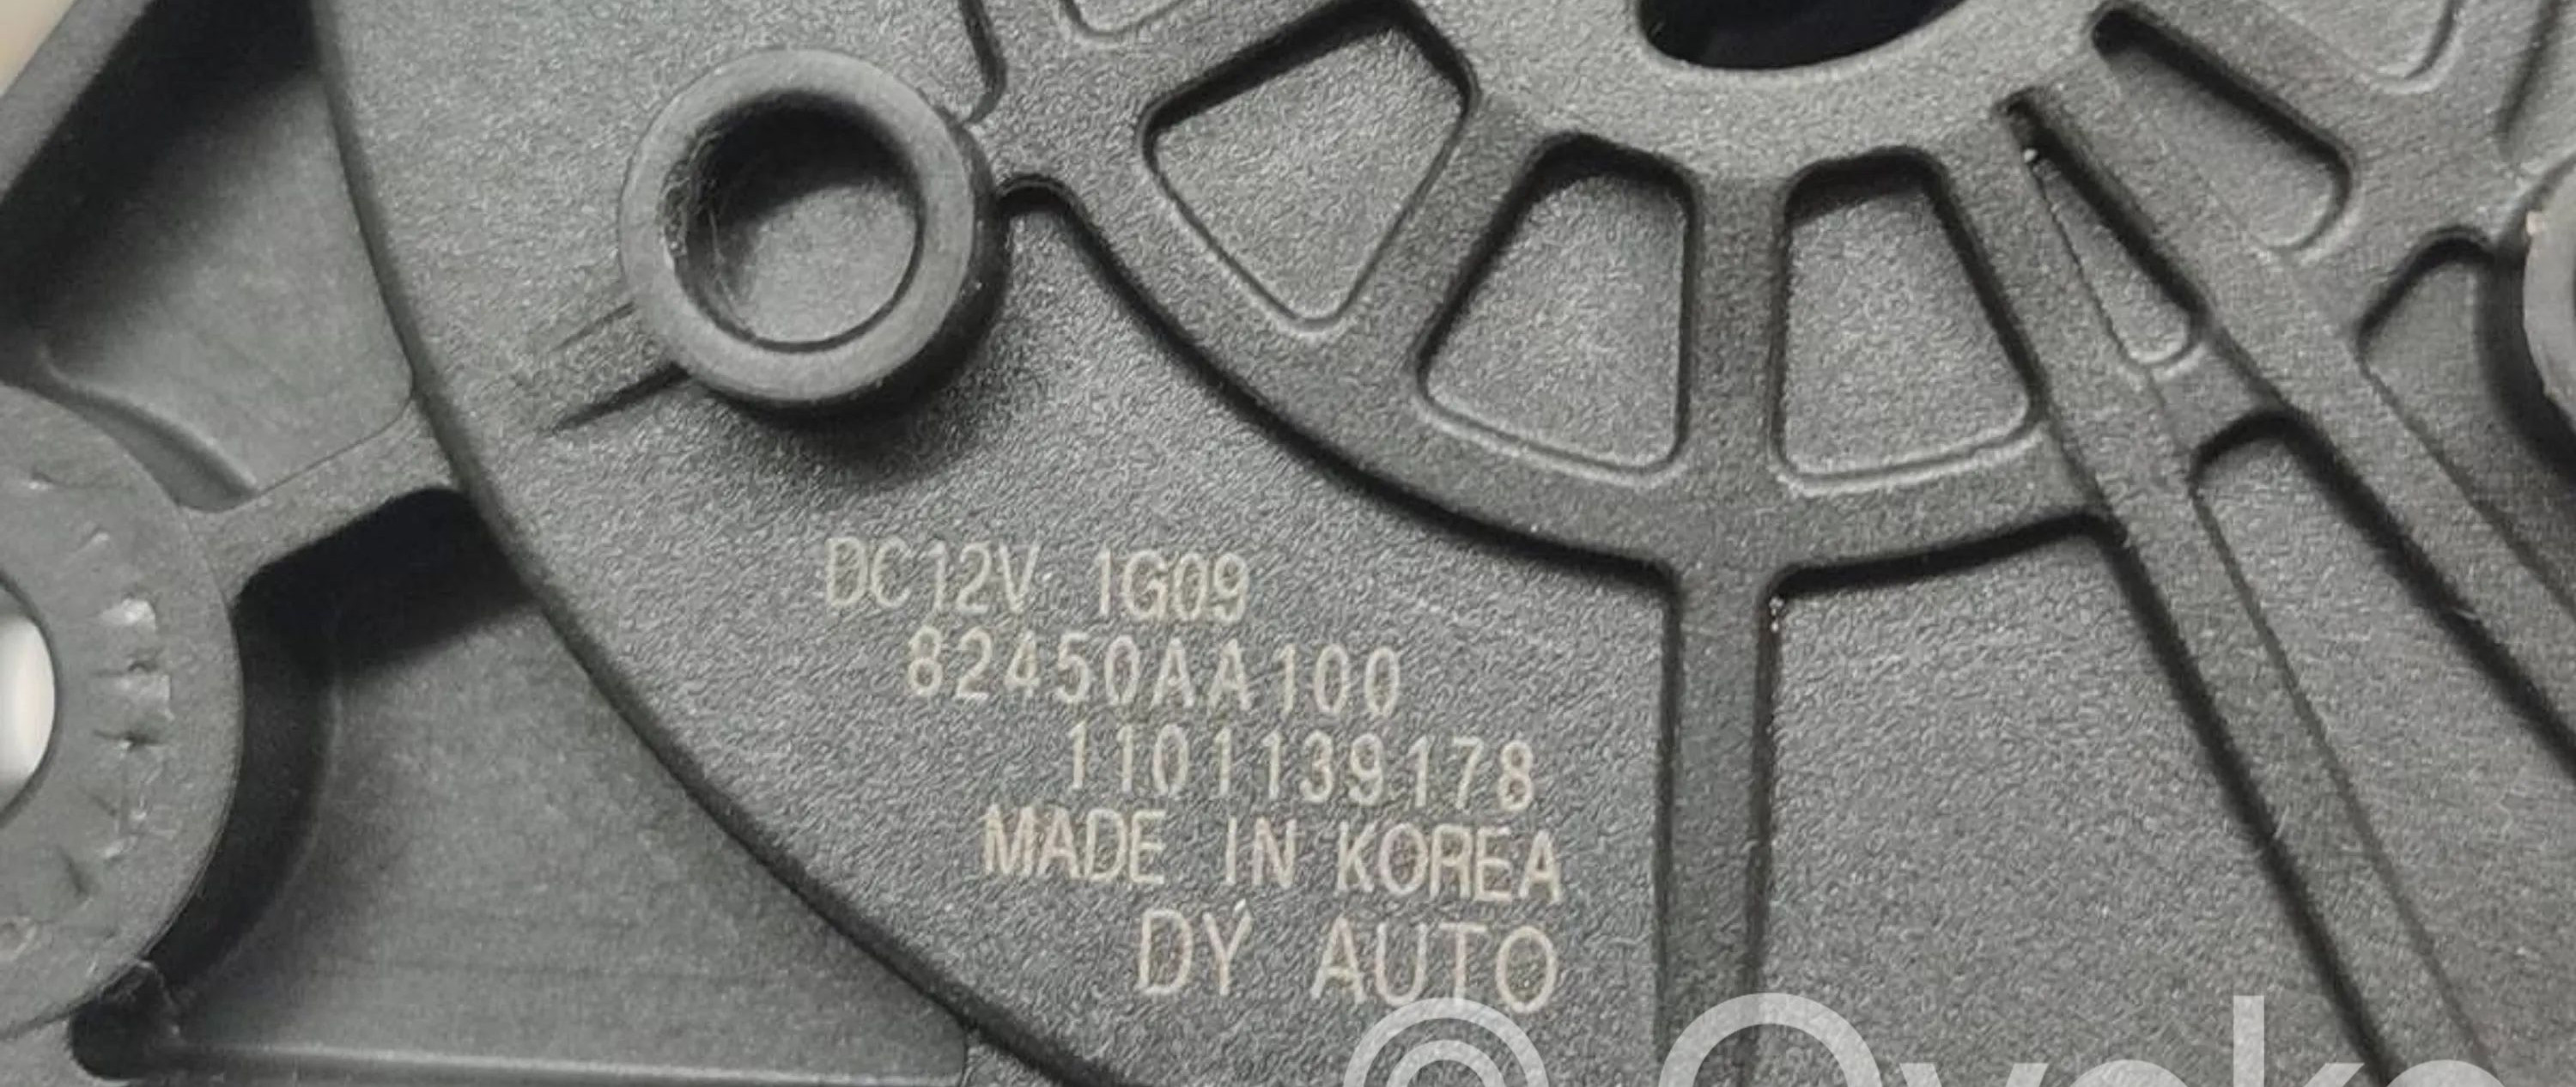 DC12V 1G09
82450AA100
1101139178
MADE IN KOREA
DY AUTO
©